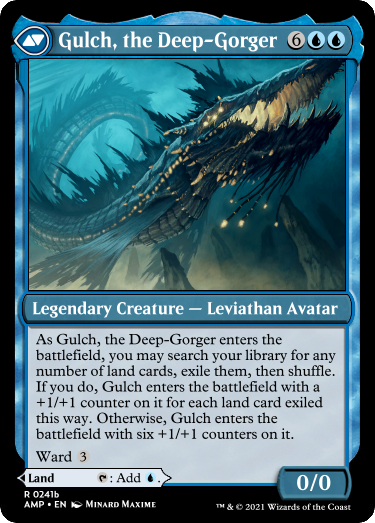 Gulch, the Deep-Gorger 6
Legendary Creature — Leviathan Avatar
As Gulch, the Deep-Gorger enters the
battlefield, you may search your library for any
number of land cards, exile them, then shuffle.
If you do, Gulch enters the battlefield with a
+1/+1 counter on it for each land card exiled
this way. Otherwise, Gulch enters the
battlefield with six +1/+1 counters on it.
Ward 3
Land : Add .
0/0
R 0241b
AMP • EN Minard Maxime
™ & © 2021 Wizards of the Coast